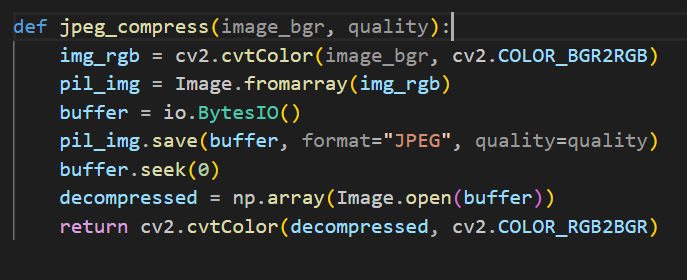 def jpeg_compress(image_bgr, quality):
    img_rgb = cv2.cvtColor(image_bgr, cv2.COLOR_BGR2RGB)
    pil_img = Image.fromarray(img_rgb)
    buffer = io.BytesIO()
    pil_img.save(buffer, format="JPEG", quality=quality)
    buffer.seek(0)
    decompressed = np.array(Image.open(buffer))
    return cv2.cvtColor(decompressed, cv2.COLOR_RGB2BGR)